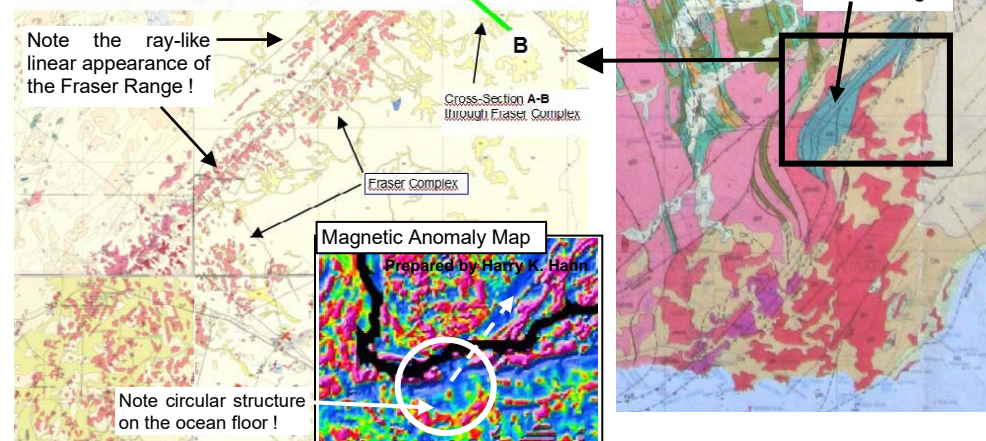 Note the ray-like
linear appearance of
the Fraser Range !
B
Cross-Section A-B
through Fraser Complex
Fraser Complex
Magnetic Anomaly Map
Prepared by Harry K. Hahn
Note circular structure
on the ocean floor !